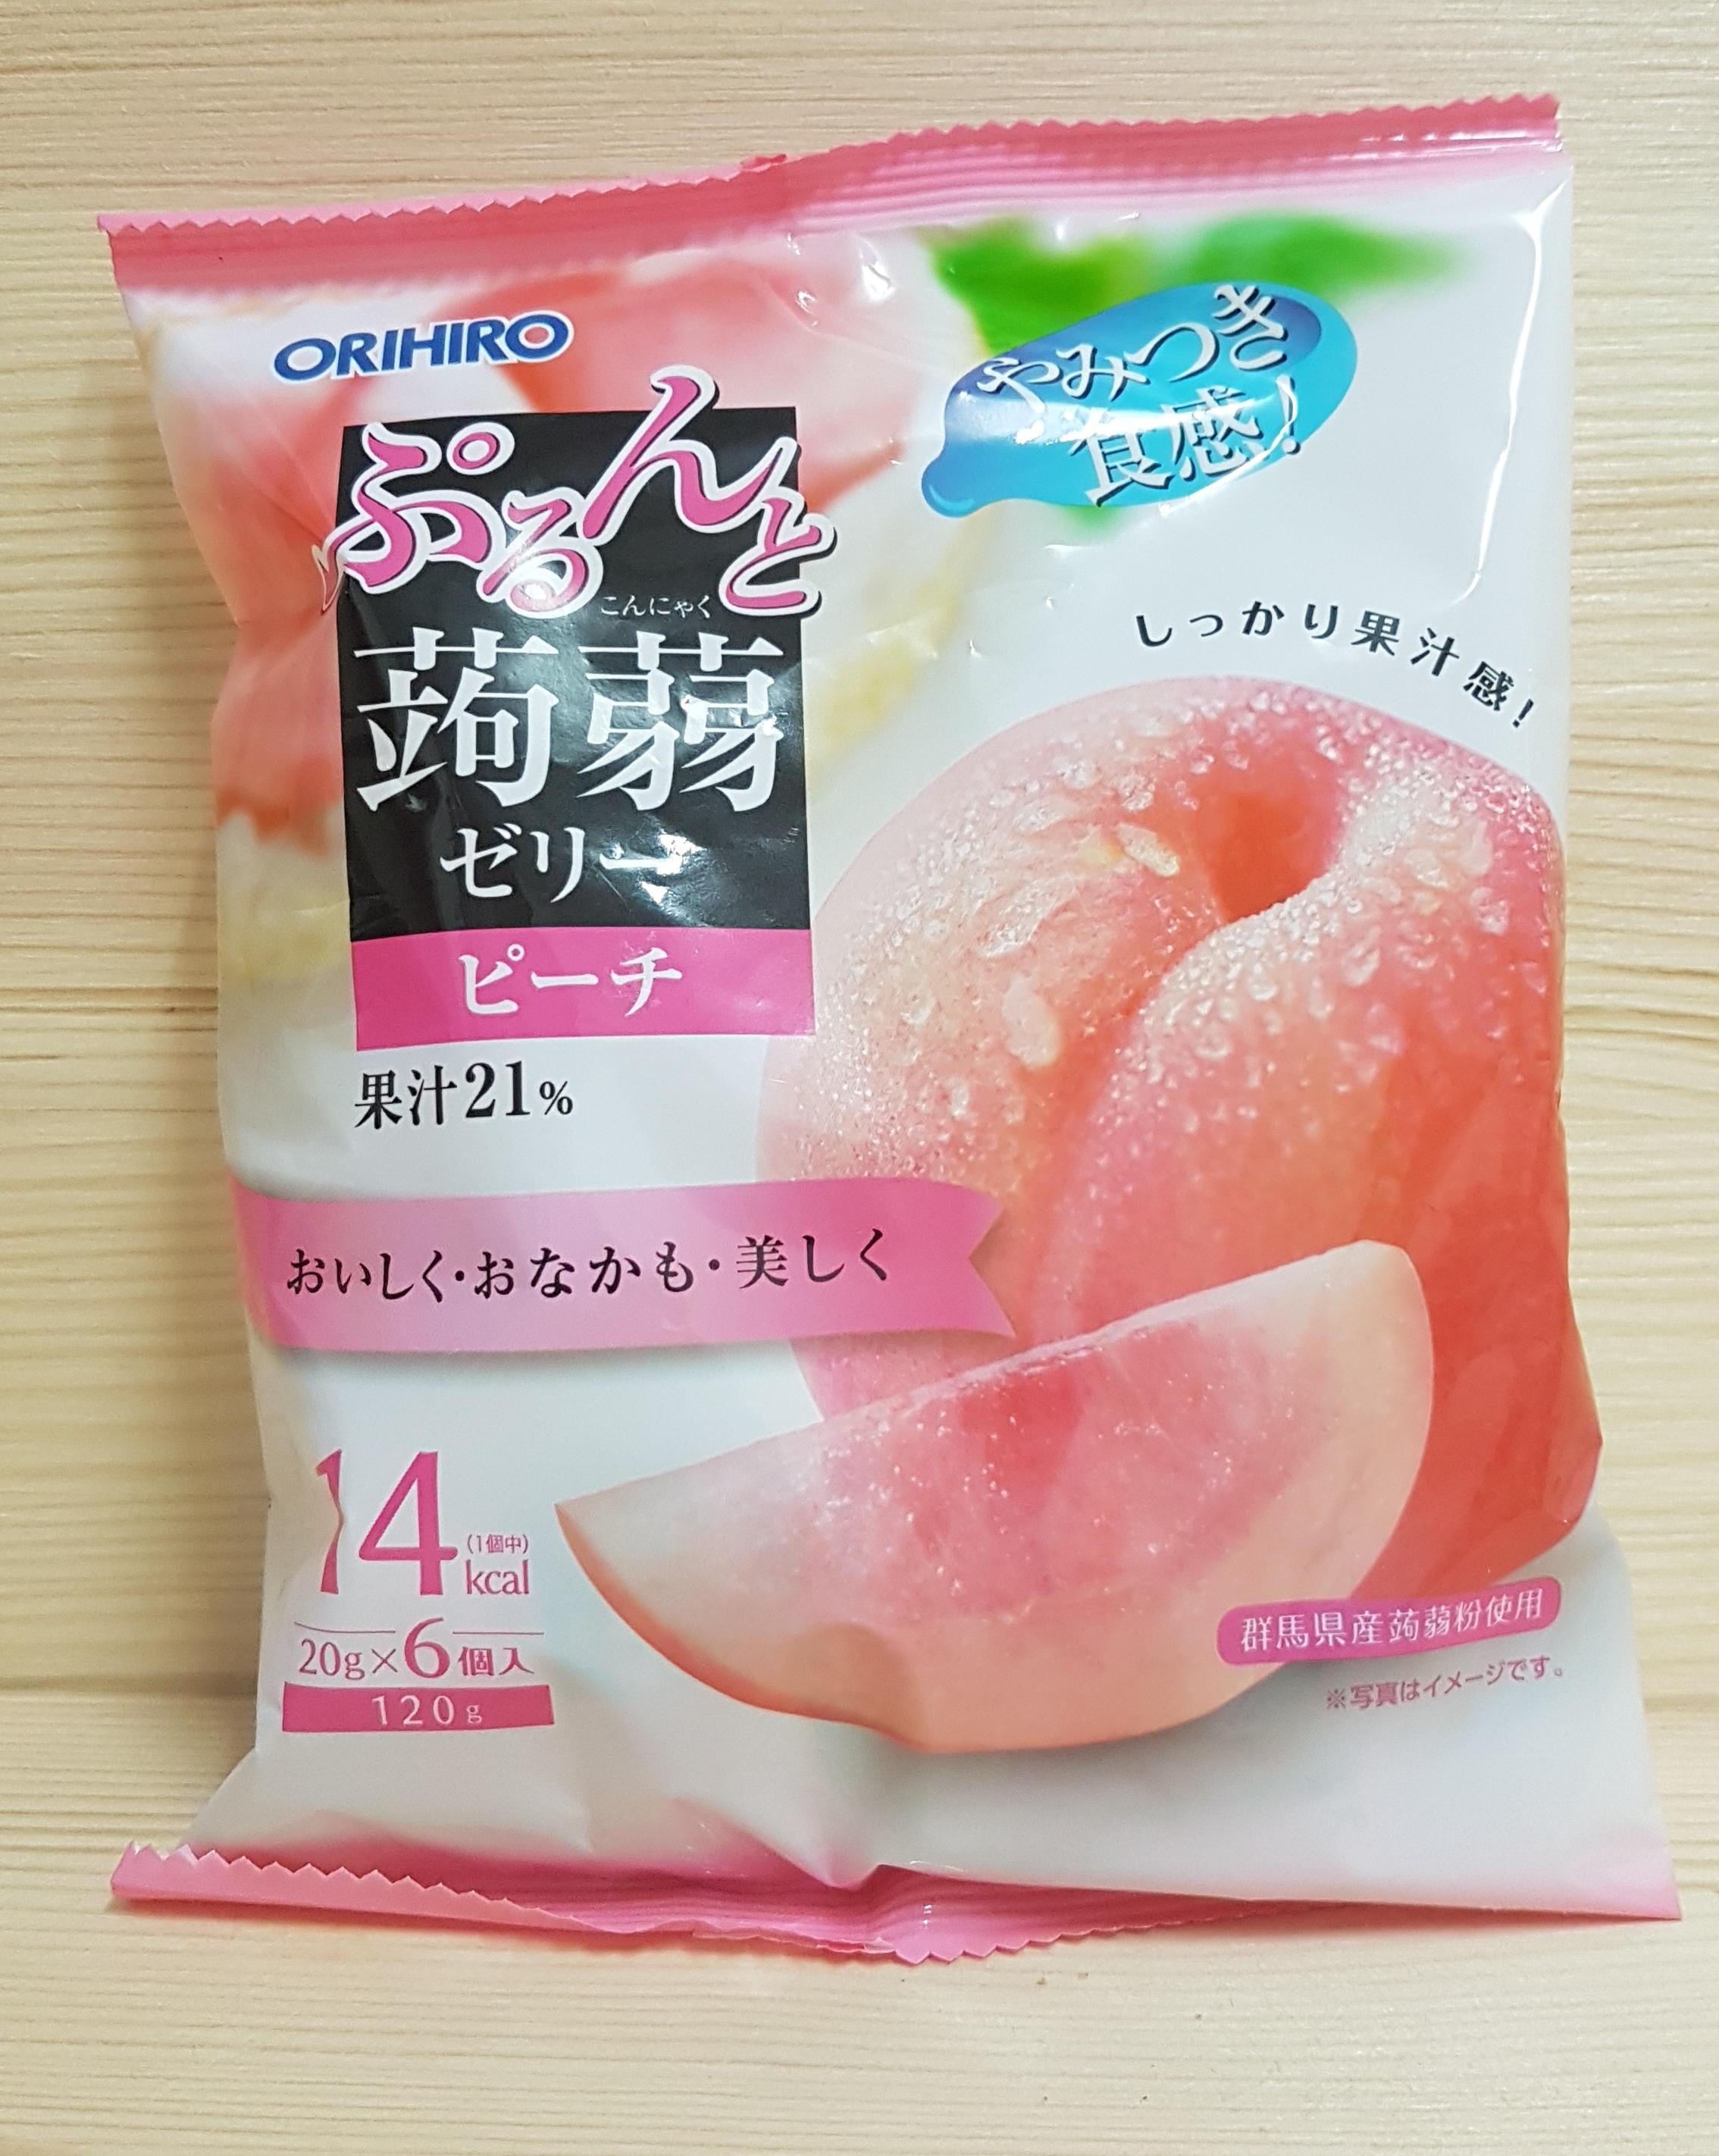 ORIHIRO
ぷるんと
こんにゃく
蒟蒻
ゼリー
ピーチ
果汁21%
やみつき
食感!
しっかり果汁感!
おいしく・おなかも・美しく
14
(1個中)
kcal
20g×6個入
120g
群馬県産蒟蒻粉使用
※写真はイメージです。